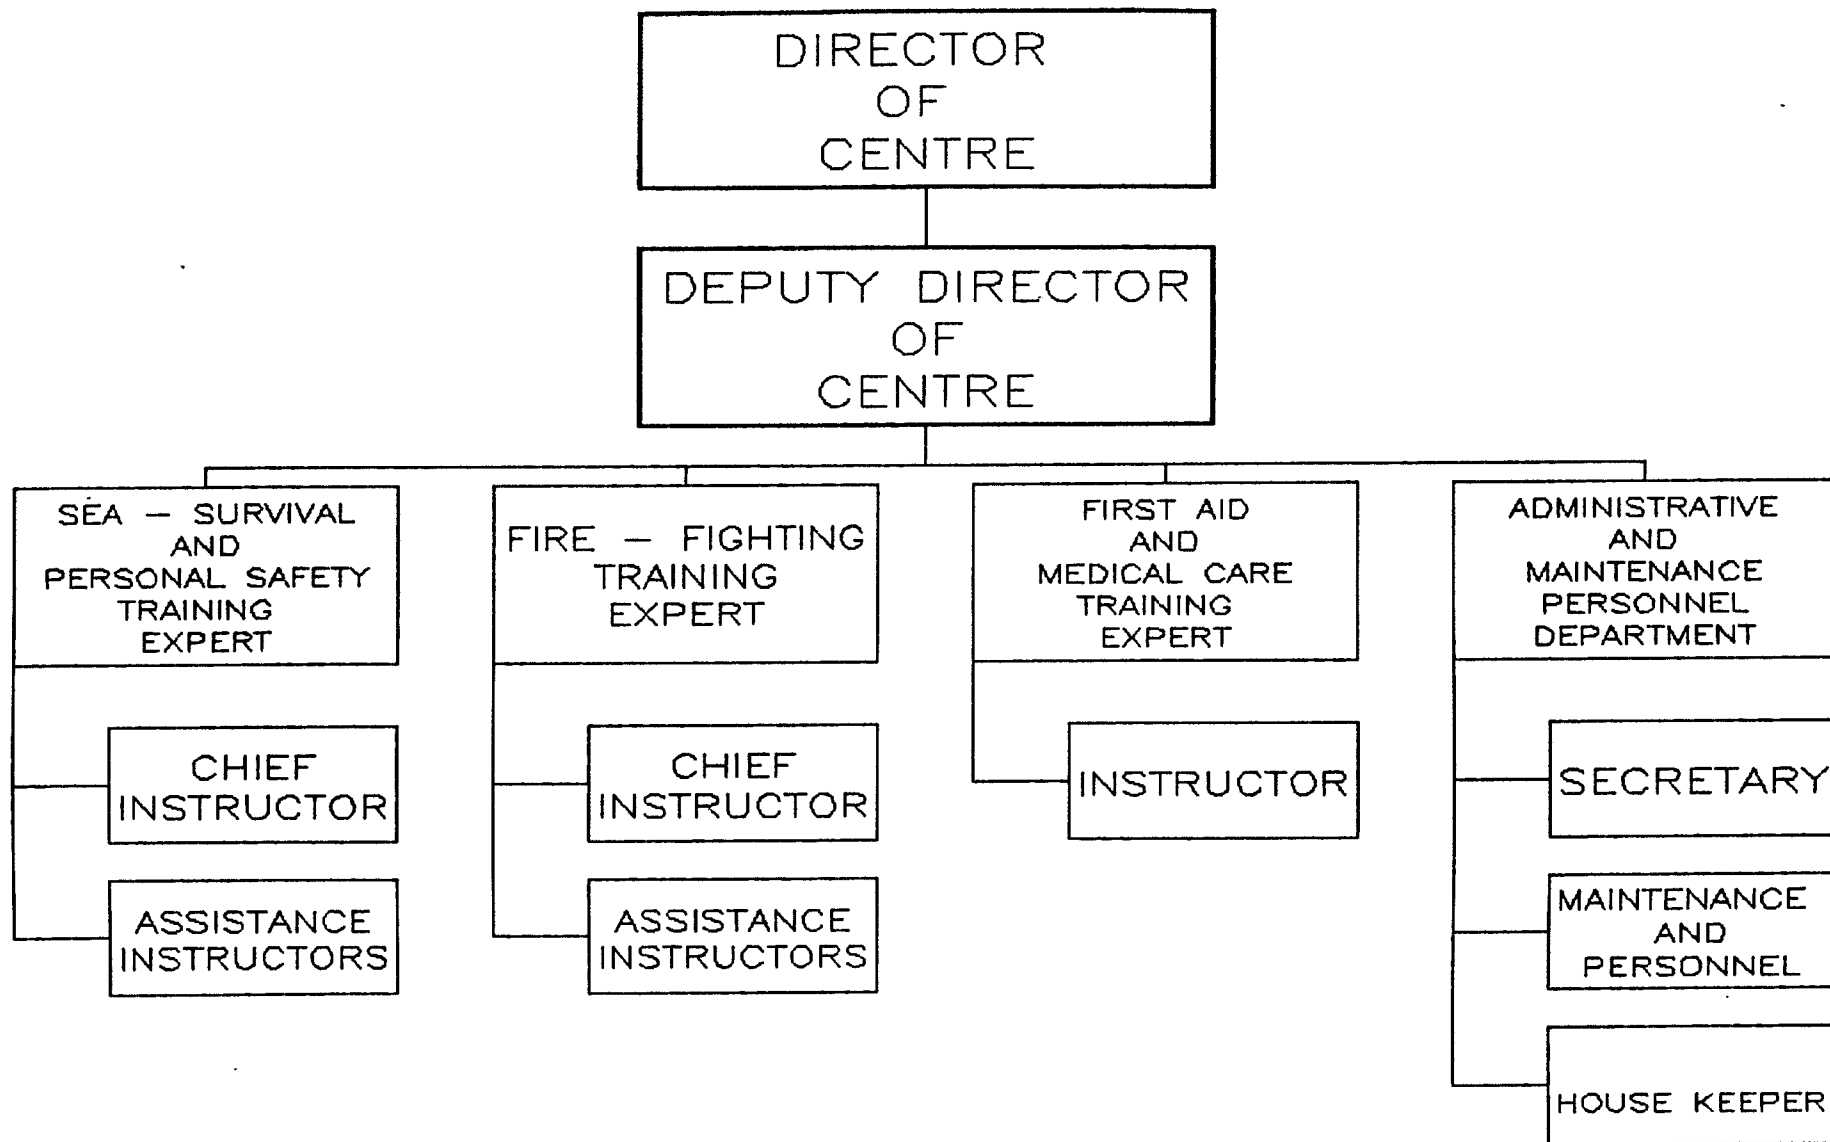 DIRECTOR
OF
CENTRE
DEPUTY DIRECTOR
OF
CENTRE
SEA — SURVIVAL
AND
PERSONAL SAFETY
TRAINING
EXPERT
FIRE — FIGHTING
TRAINING
EXPERT
FIRST AID
AND
MEDICAL CARE
TRAINING
EXPERT
ADMINISTRATIVE
AND
MAINTENANCE
PERSONNEL
DEPARTMENT
CHIEF
INSTRUCTOR
CHIEF
INSTRUCTOR
INSTRUCTOR
SECRETARY
ASSISTANCE
INSTRUCTORS
ASSISTANCE
INSTRUCTORS
MAINTENANCE
AND
PERSONNEL
HOUSE KEEPER